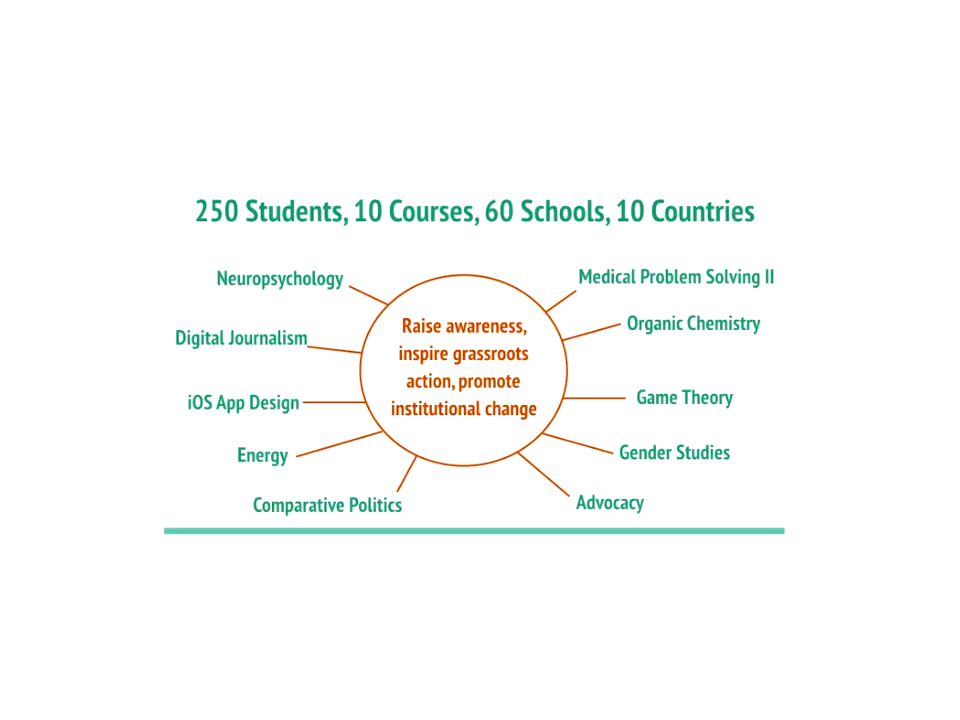 250 Students, 10 Courses, 60 Schools, 10 Countries
Neuropsychology
Digital Journalism
iOS App Design
Energy
Comparative Politics
Raise awareness,
inspire grassroots
action, promote
institutional change
Medical Problem Solving II
Organic Chemistry
Game Theory
Gender Studies
Advocacy